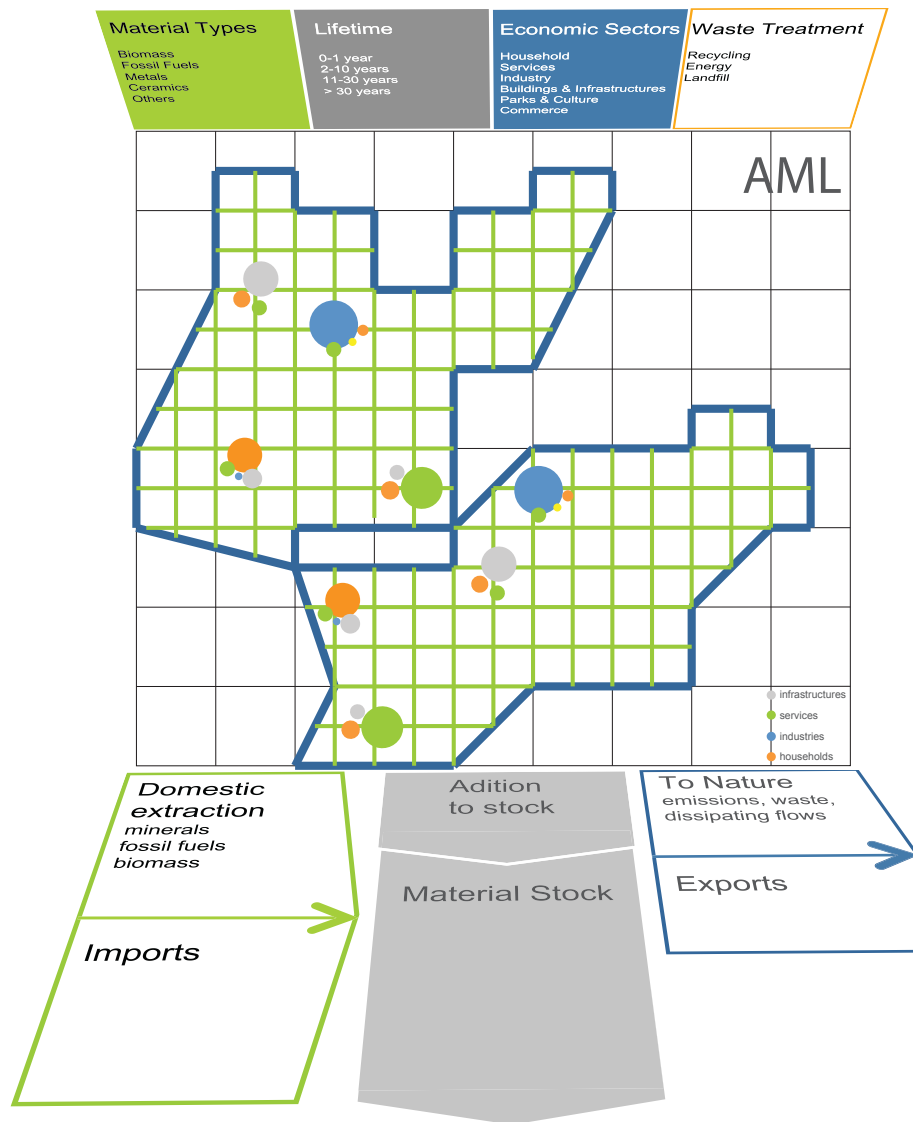 Material Types
Biomass
Fossil Fuels
Metals
Ceramics
Others
Lifetime
0-1 year
2-10 years
11-30 years
> 30 years
Economic Sectors
Household
Services
Industry
Buildings & Infrastructures
Parks & Culture
Commerce
Waste Treatment
Recycling
Energy
Landfill
AML
infrastructures
services
industries
households
Domestic
extraction
minerals
fossil fuels
biomass
Imports
Adition
to stock
Material Stock
To Nature
emissions, waste,
dissipating flows
Exports